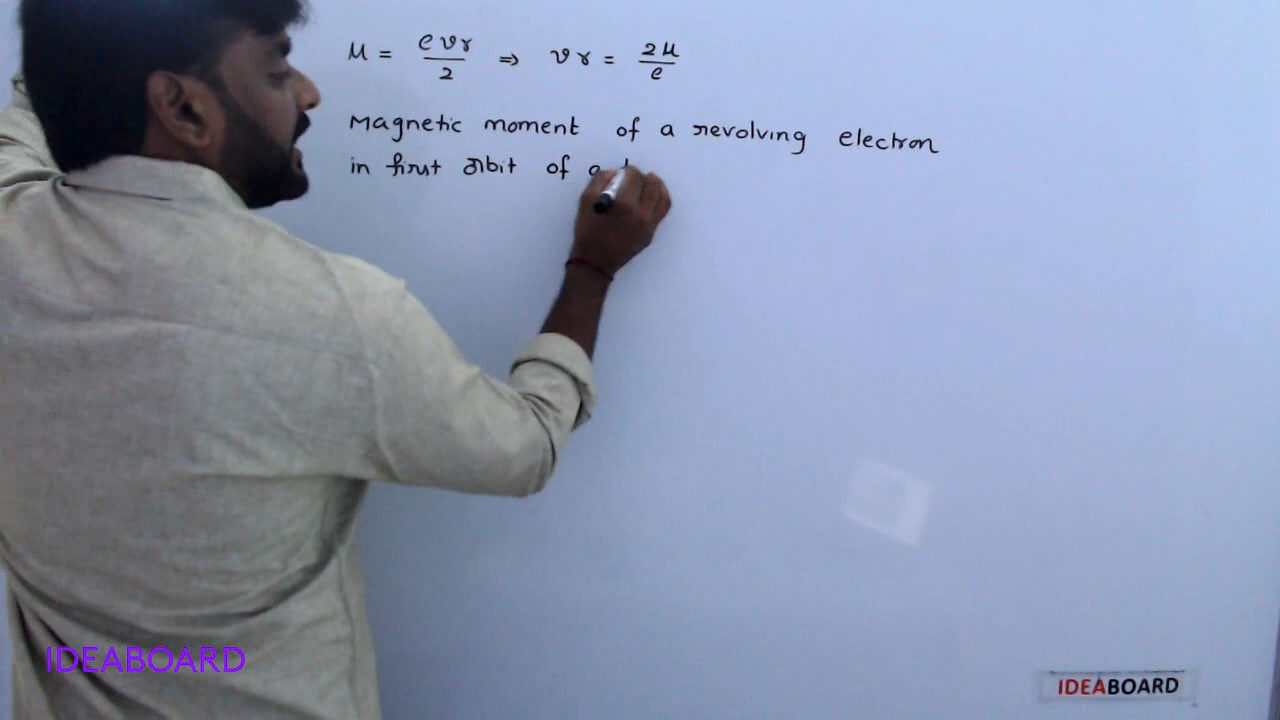 μ = evr/2 ⇒ vr = 2μ/e
Magnetic moment of a revolving electron
in first orbit of a
IDEABOARD
IDEABOARD